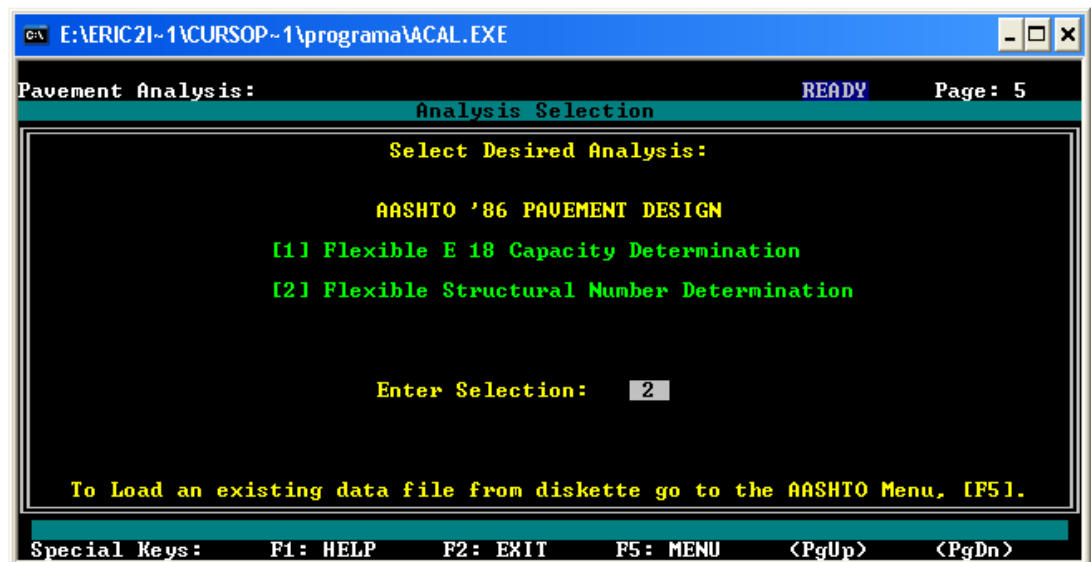 E:\ERIC2I~1\CURSOP~1\programa\ACAL.EXE
Pavement Analysis: READY Page: 5
Analysis Selection
Select Desired Analysis:
AASHTO '86 PAVEMENT DESIGN
[1] Flexible E 18 Capacity Determination
[2] Flexible Structural Number Determination
Enter Selection: 2
To Load an existing data file from diskette go to the AASHTO Menu, [F5].
Special Keys: F1: HELP F2: EXIT F5: MENU <PgUp> <PgDn>